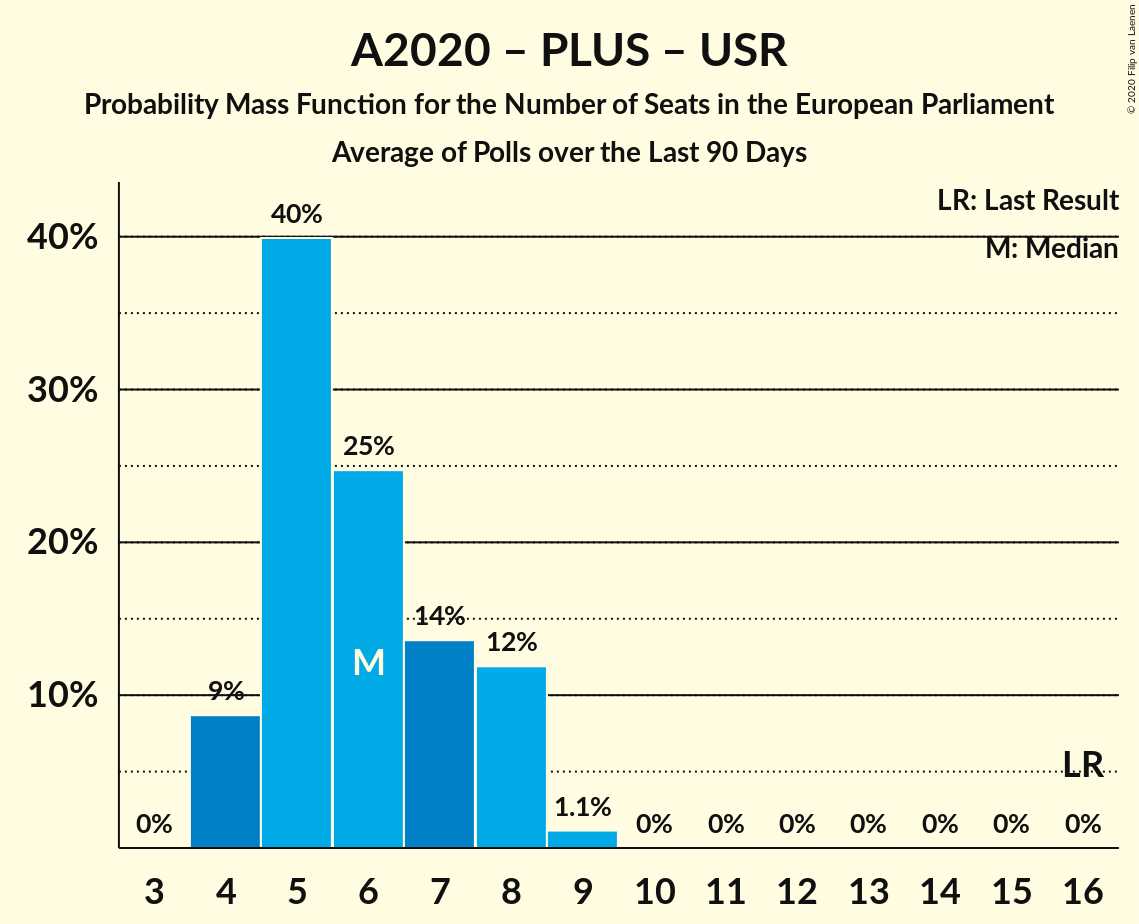 A2020 – PLUS – USR
Probability Mass Function for the Number of Seats in the European Parliament
Average of Polls over the Last 90 Days
© 2020 Filip van Laenen
LR: Last Result
M: Median
40%
30%
20%
10%
0%
9%
40%
25%
M
14%
12%
1.1%
0%
0%
0%
0%
0%
0%
0%
LR
3 4 5 6 7 8 9 10 11 12 13 14 15 16